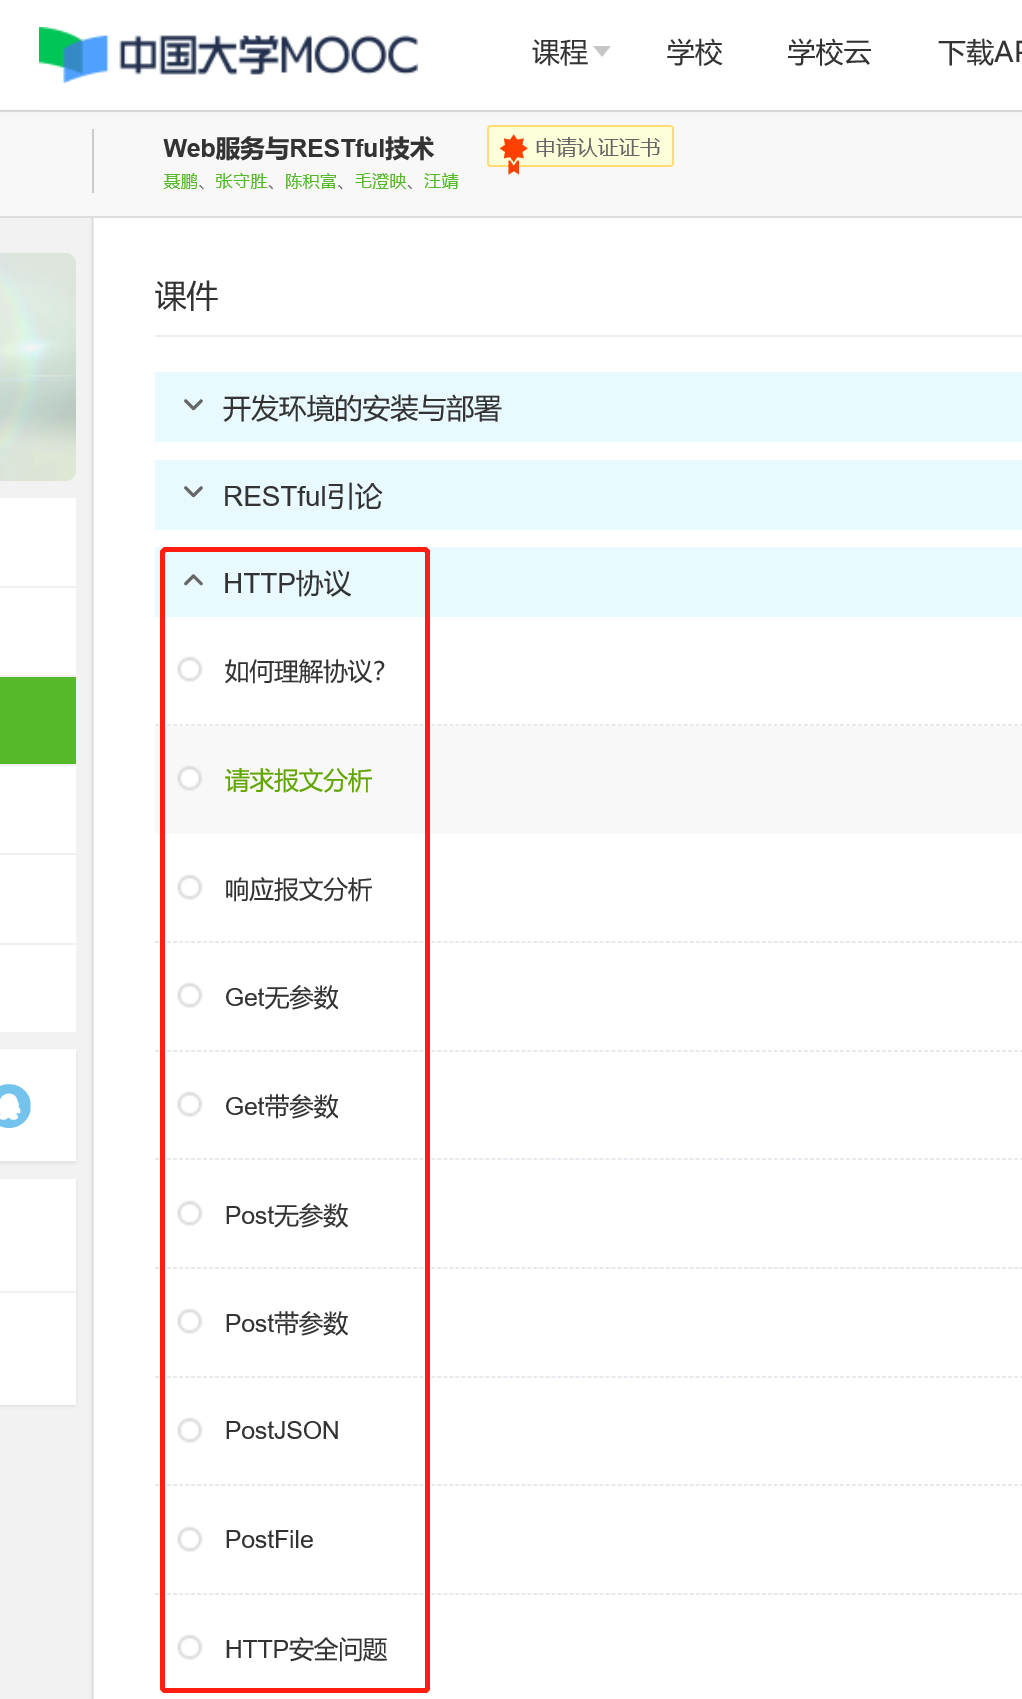 中国大学MOOC 课程 学校 学校云 下载AP
Web服务与RESTful技术 申请认证证书
聂鹏、张守胜、陈积富、毛澄映、汪靖
课件
开发环境的安装与部署
RESTful引论
HTTP协议
如何理解协议?
请求报文分析
响应报文分析
Get无参数
Get带参数
Post无参数
Post带参数
PostJSON
PostFile
HTTP安全问题